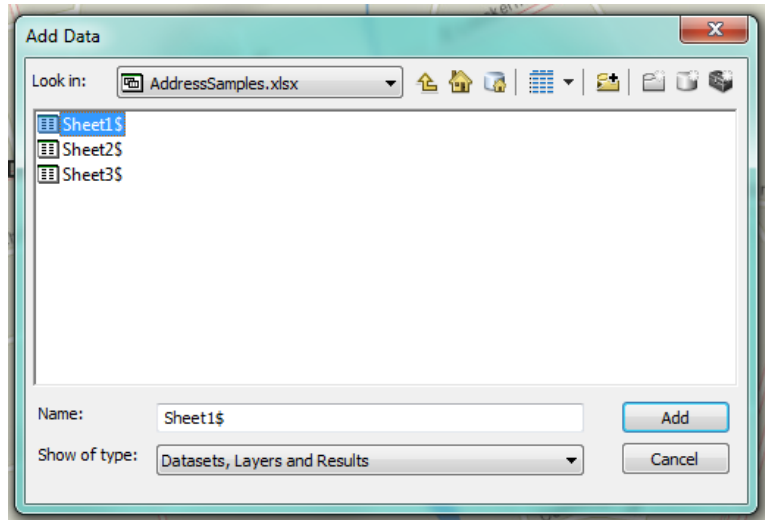 Add Data
Look in: AddressSamples.xlsx
Sheet1$
Sheet2$
Sheet3$
Name: Sheet1$ Add
Show of type: Datasets, Layers and Results Cancel